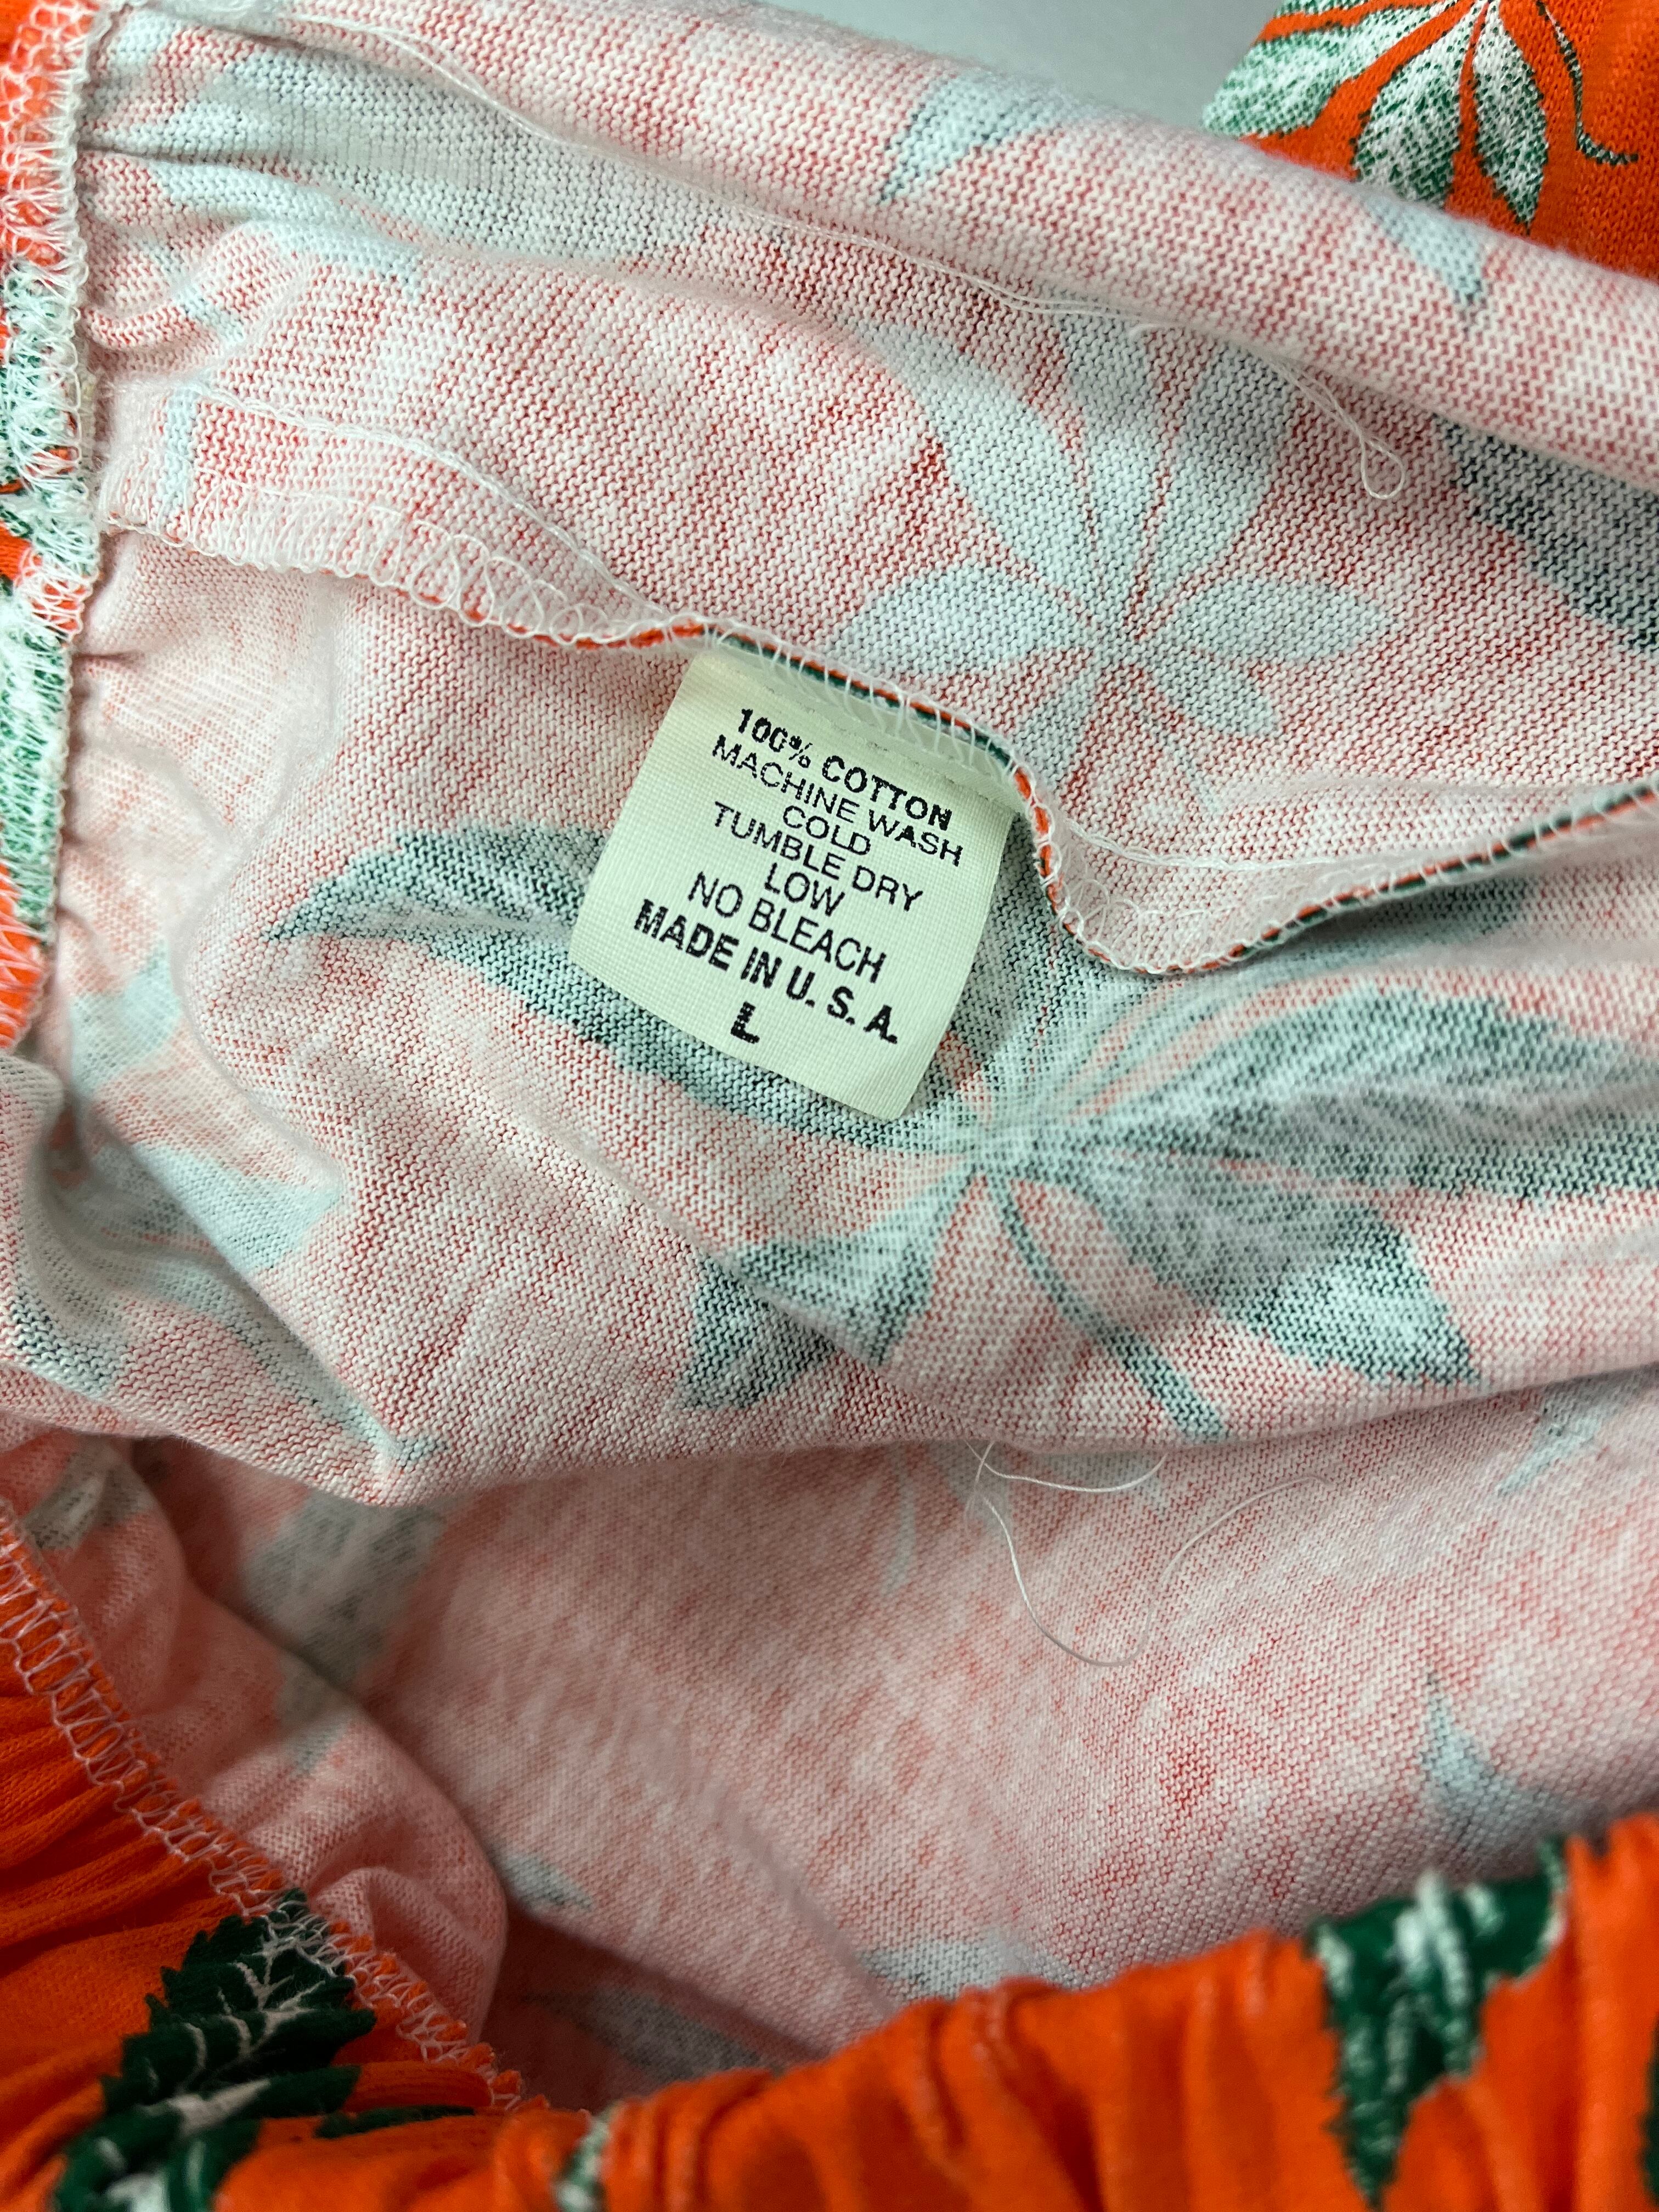 100% COTTON
MACHINE WASH
COLD
TUMBLE DRY
LOW
NO BLEACH
MADE IN U. S. A.
L